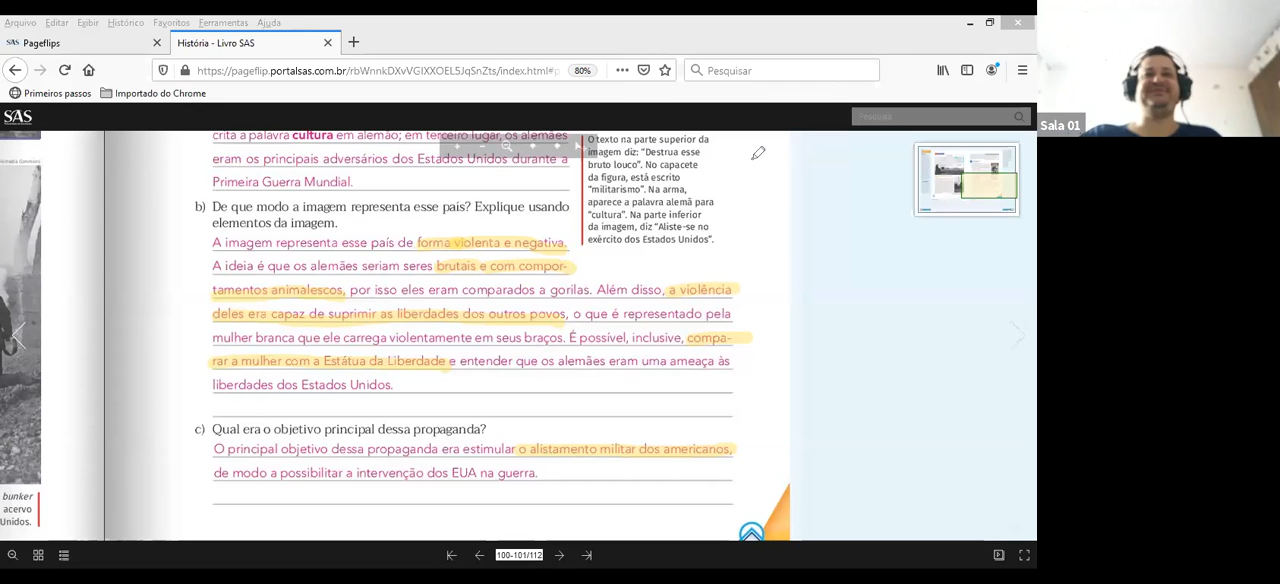 Arquivo Editar Exibir Histórico Favoritos Ferramentas Ajuda
SAS Pageflips
História - Livro SAS
https://pageflip.portalsas.com.br/rbWnnkDXvVGIXXOEL5JqSnZts/index.html#p
80%
Pesquisar
Primeiros passos
Importado do Chrome
SAS
Pesquisa
Sala 01
crita a palavra cultura em alemão; em terceiro lugar, os alemães
eram os principais adversários dos Estados Unidos durante a
Primeira Guerra Mundial.
O texto na parte superior da
imagem diz: “Destrua esse
bruto louco”. No capacete
da figura, está escrito
“militarismo”. Na arma,
aparece a palavra alemã para
“cultura”. Na parte inferior
da imagem, diz “Aliste-se no
exército dos Estados Unidos”.
b) De que modo a imagem representa esse país? Explique usando
elementos da imagem.
A imagem representa esse país de forma violenta e negativa.
A ideia é que os alemães seriam seres brutais e com compor-
tamentos animalescos, por isso eles eram comparados a gorilas. Além disso, a violência
deles era capaz de suprimir as liberdades dos outros povos, o que é representado pela
mulher branca que ele carrega violentamente em seus braços. É possível, inclusive, compa-
rar a mulher com a Estátua da Liberdade e entender que os alemães eram uma ameaça às
liberdades dos Estados Unidos.
c) Qual era o objetivo principal dessa propaganda?
O principal objetivo dessa propaganda era estimular o alistamento militar dos americanos,
de modo a possibilitar a intervenção dos EUA na guerra.
bunker
acervo
Unidos.
100-101/112